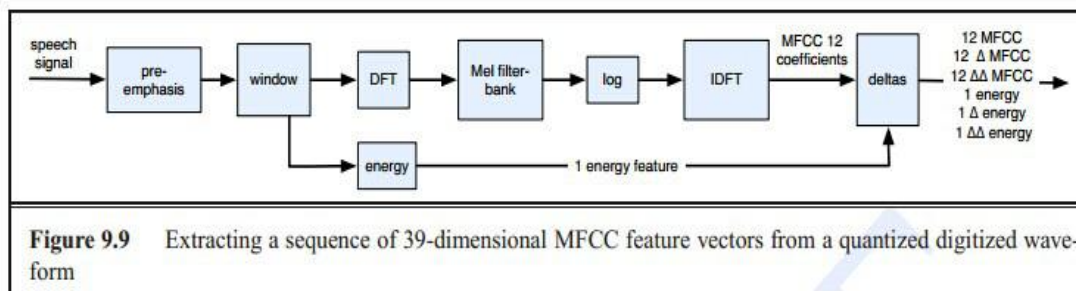 speech
signal
pre-
emphasis
window
DFT
Mel filter-
bank
log
IDFT
MFCC 12
coefficients
deltas
12 MFCC
12 Δ MFCC
12 ΔΔ MFCC
1 energy
1 Δ energy
1 ΔΔ energy
energy
1 energy feature
Figure 9.9 Extracting a sequence of 39-dimensional MFCC feature vectors from a quantized digitized wave-
form